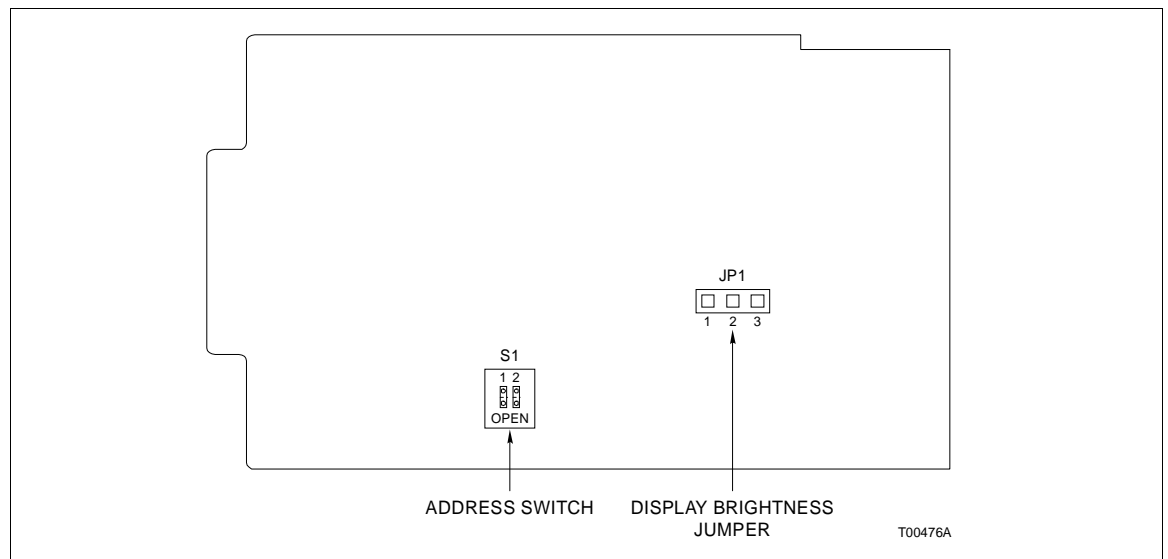 JP1
1 2 3
S1
1 2
OPEN
ADDRESS SWITCH
DISPLAY BRIGHTNESS
JUMPER
T00476A